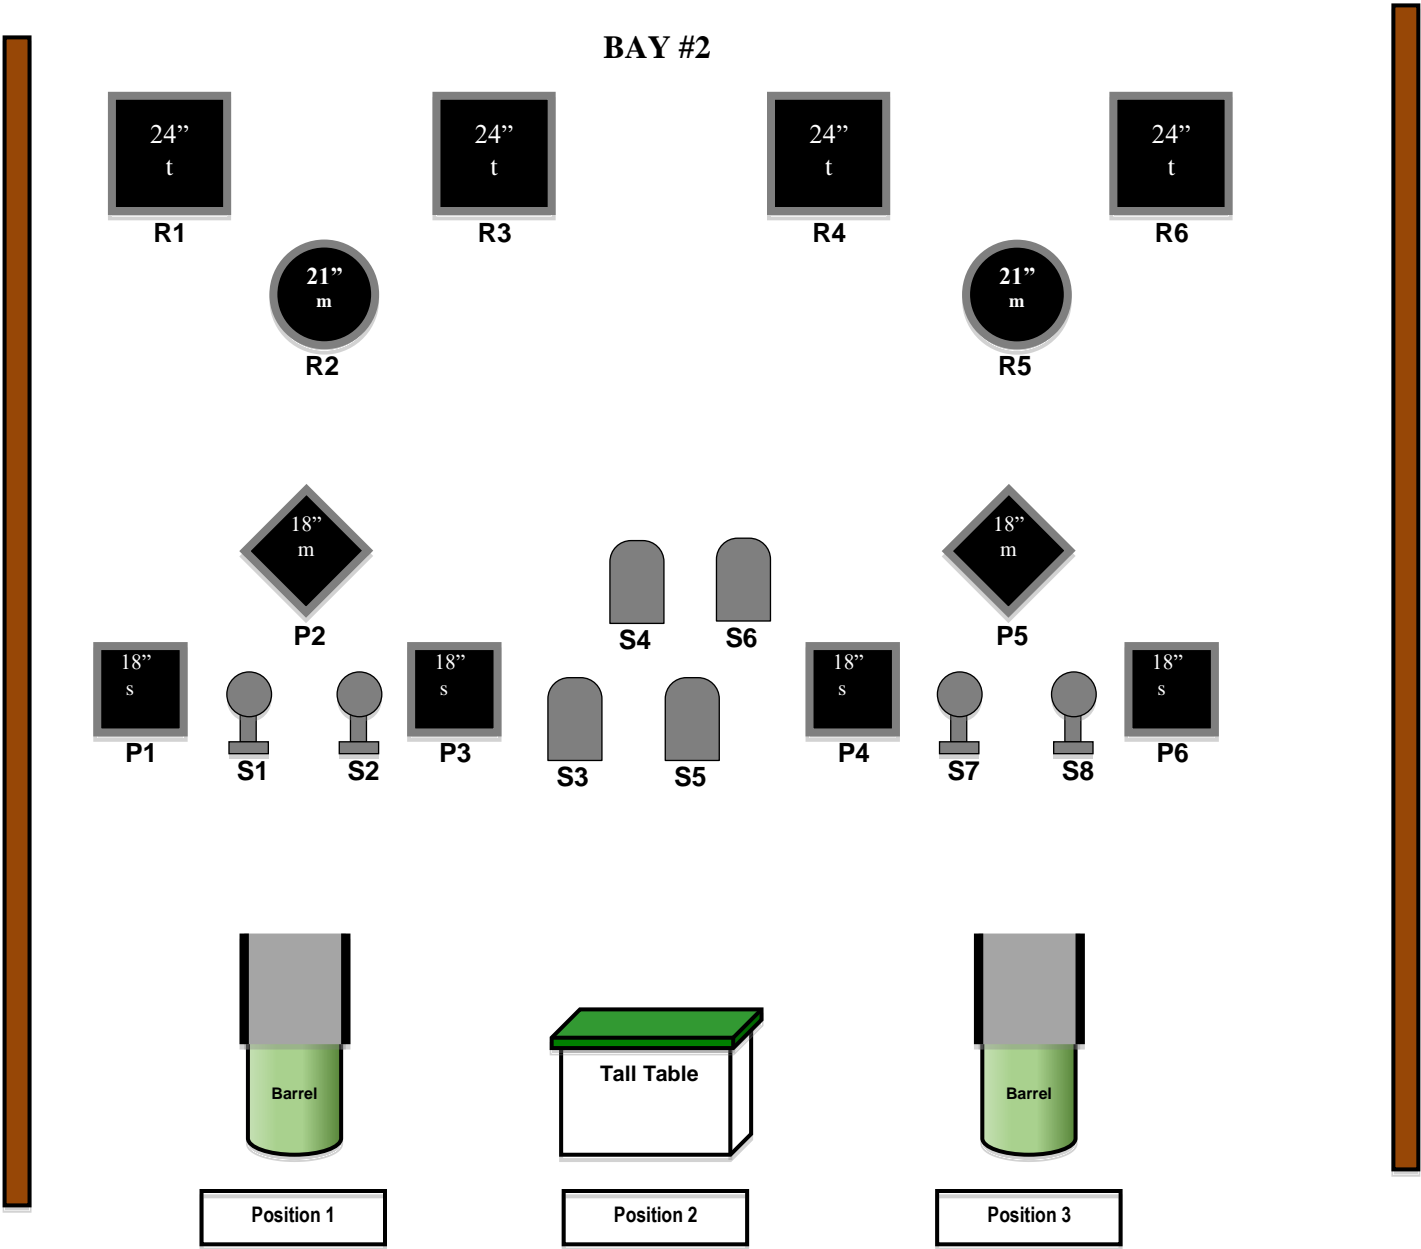 BAY #2
24”
t
24”
t
24”
t
24”
t
R1
R3
R4
R6
21”
m
21”
m
R2
R5
18”
m
18”
m
P2
S4
S6
P5
18”
s
18”
s
18”
s
18”
s
P1
S1
S2
P3
S3
S5
P4
S7
S8
P6
Barrel
Tall Table
Barrel
Position 1
Position 2
Position 3